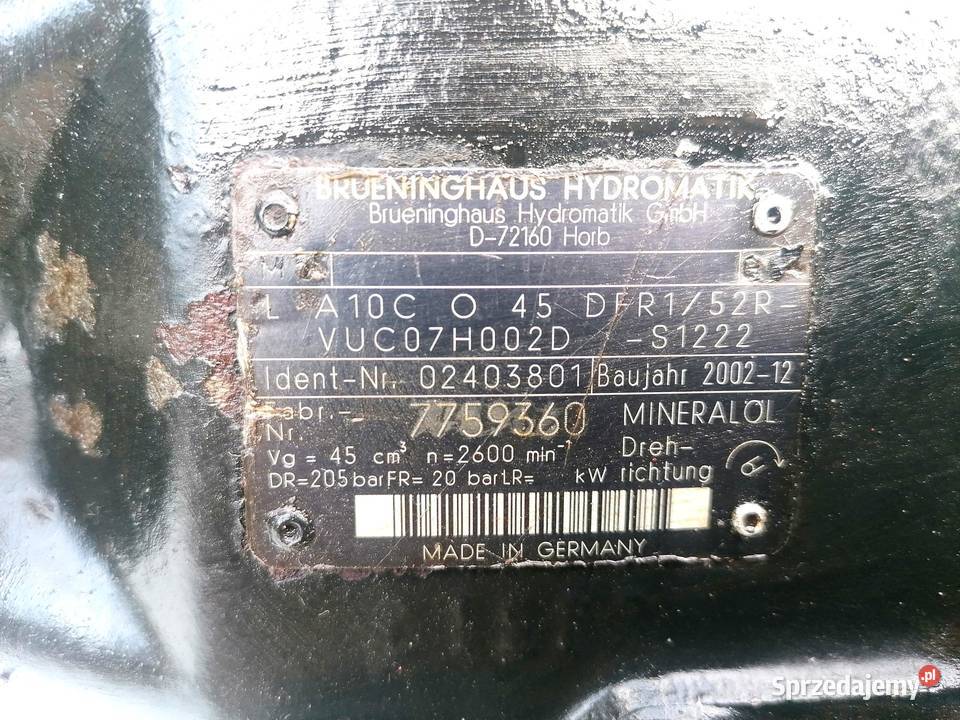 BRUENINGHAUS HYDROMATIK
Brueninghaus Hydromatik GmbH
D-72160 Horb
L A10C O 45 DFR1/52R-
VUC07H002D -S1222
Ident-Nr. 02403801 Baujahr 2002-12
Fabr.-Nr. 7759360 MINERALÖL
Vg = 45 cm³ n=2600 min⁻¹
DR=205bar FR= 20 bar LR= kW
Dreh-
richtung
R
MADE IN GERMANY
Sprzedajemy.pl